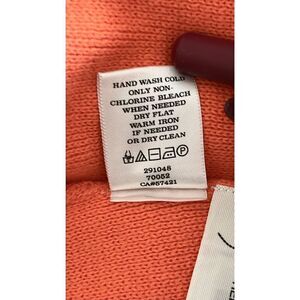 HAND WASH COLD
ONLY NON-
CHLORINE BLEACH
WHEN NEEDED
DRY FLAT
WARM IRON
IF NEEDED
OR DRY CLEAN
P
291048
70052
CA#57421